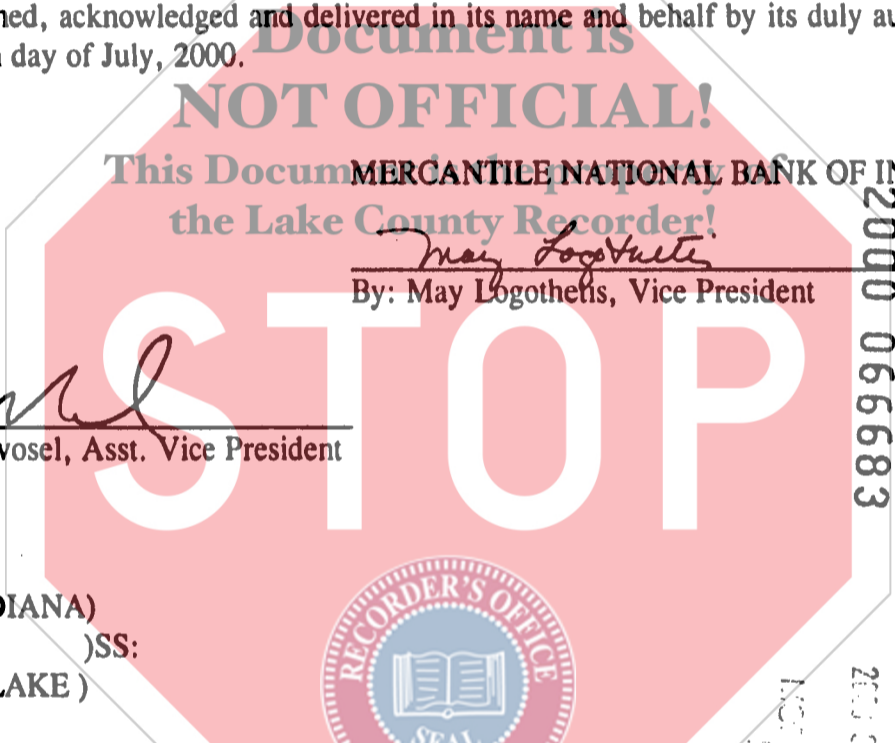 ned, acknowledged and delivered in its name and behalf by its duly au
day of July, 2000.
Document is
NOT OFFICIAL!
This Document is the property of
the Lake County Recorder!
MERCANTILE NATIONAL BANK OF IN
May Logothetis
By: May Logothetis, Vice President
2000 066683
STOP
vosel, Asst. Vice President
DIANA)
)SS:
LAKE )
RECORDER'S OFFICE
SEAL